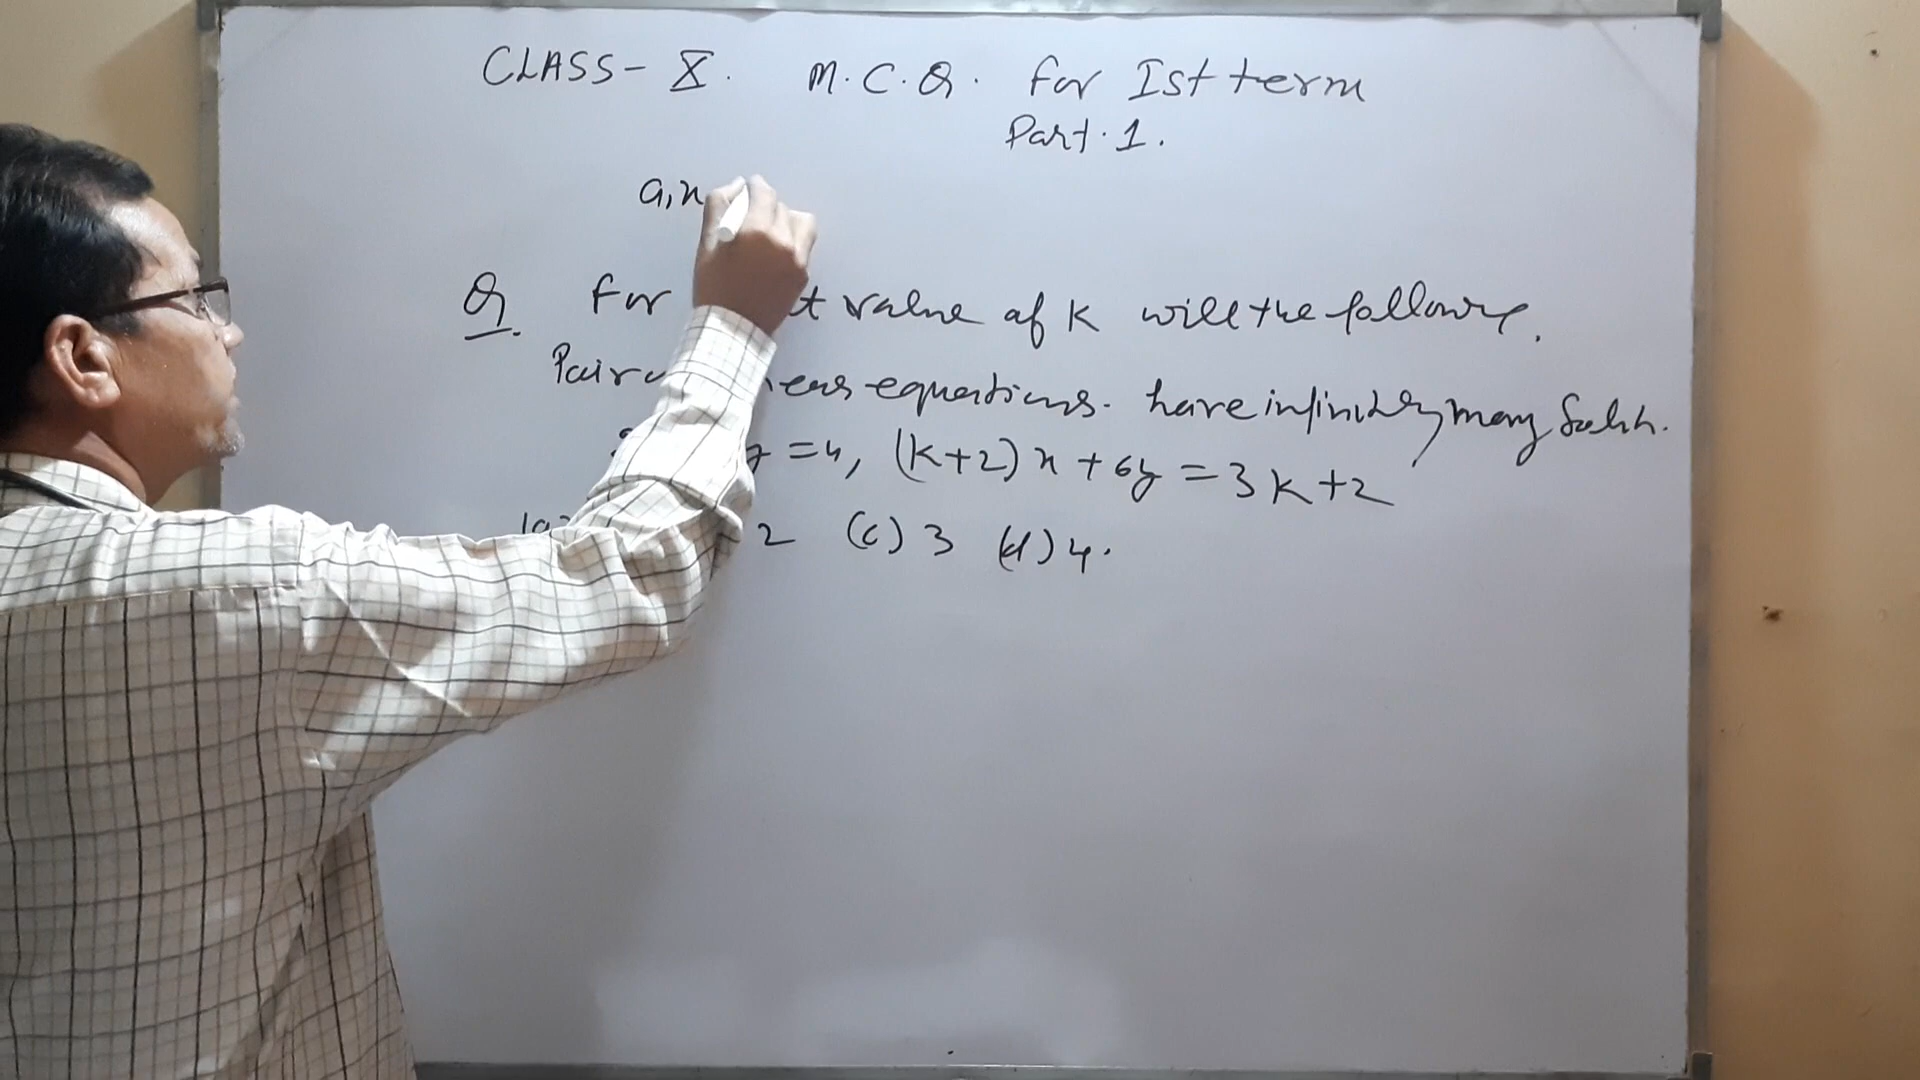 CLASS - X. M.C.Q. for Ist term
Part. 1.
a,x
Q. For value of K will the following.
Pair equations. have infinitely many Soln.
=4, (K+2)x+6y=3K+2
2 (c) 3 (d) 4.